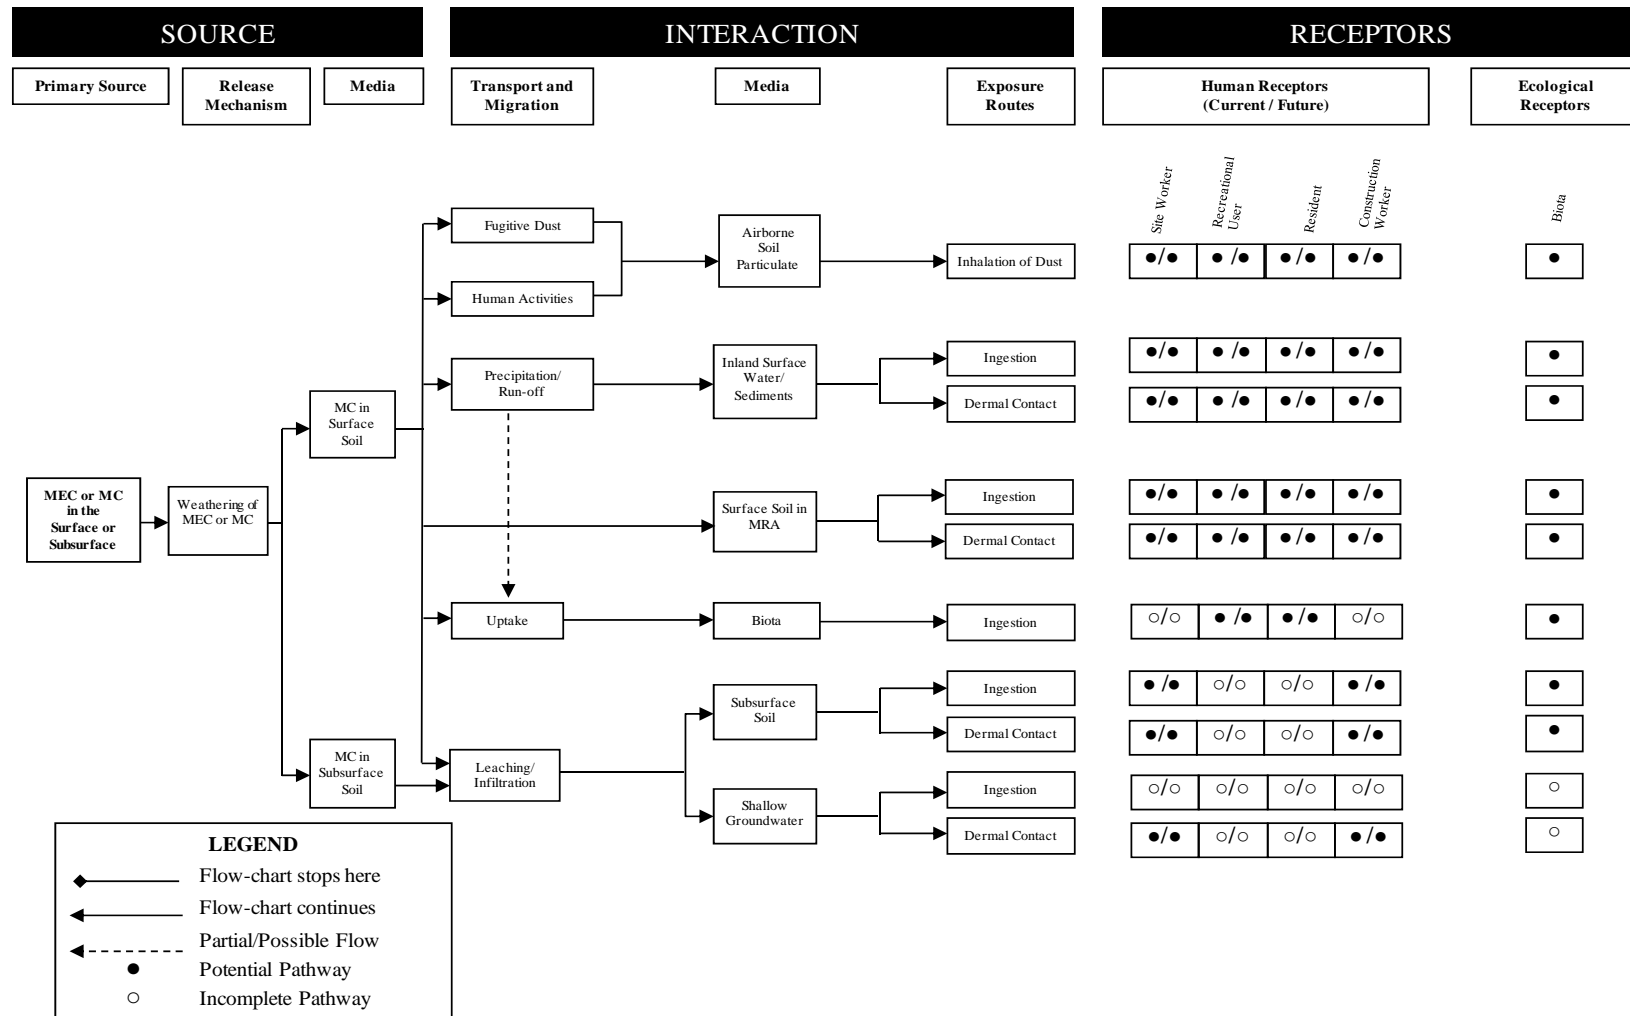 SOURCE
INTERACTION
RECEPTORS
Primary Source
Release
Mechanism
Media
Transport and
Migration
Media
Exposure
Routes
Human Receptors
(Current / Future)
Ecological
Receptors
Site Worker
Recreational
User
Resident
Construction
Worker
Biota
Fugitive Dust
Human Activities
Airborne
Soil
Particulate
Inhalation of Dust
●/●
● /●
● /●
●/●
●
Precipitation/
Run-off
Inland Surface
Water/
Sediments
Ingestion
●/●
● /●
● /●
●/●
●
Dermal Contact
●/●
● /●
● /●
●/●
●
MC in
Surface
Soil
MEC or MC
in the
Surface or
Subsurface
Weathering of
MEC or MC
Surface Soil in
MRA
Ingestion
●/●
● /●
● /●
●/●
●
Dermal Contact
●/●
● /●
● /●
●/●
●
Uptake
Biota
Ingestion
○/○
● /●
● /●
○/○
●
MC in
Subsurface
Soil
Leaching/
Infiltration
Subsurface
Soil
Ingestion
● /●
○/○
○/○
●/●
●
Dermal Contact
●/●
○/○
○/○
●/●
●
Shallow
Groundwater
Ingestion
○/○
○/○
○/○
○/○
○
Dermal Contact
●/●
○/○
○/○
●/●
○
LEGEND
Flow-chart stops here
Flow-chart continues
Partial/Possible Flow
● Potential Pathway
○ Incomplete Pathway